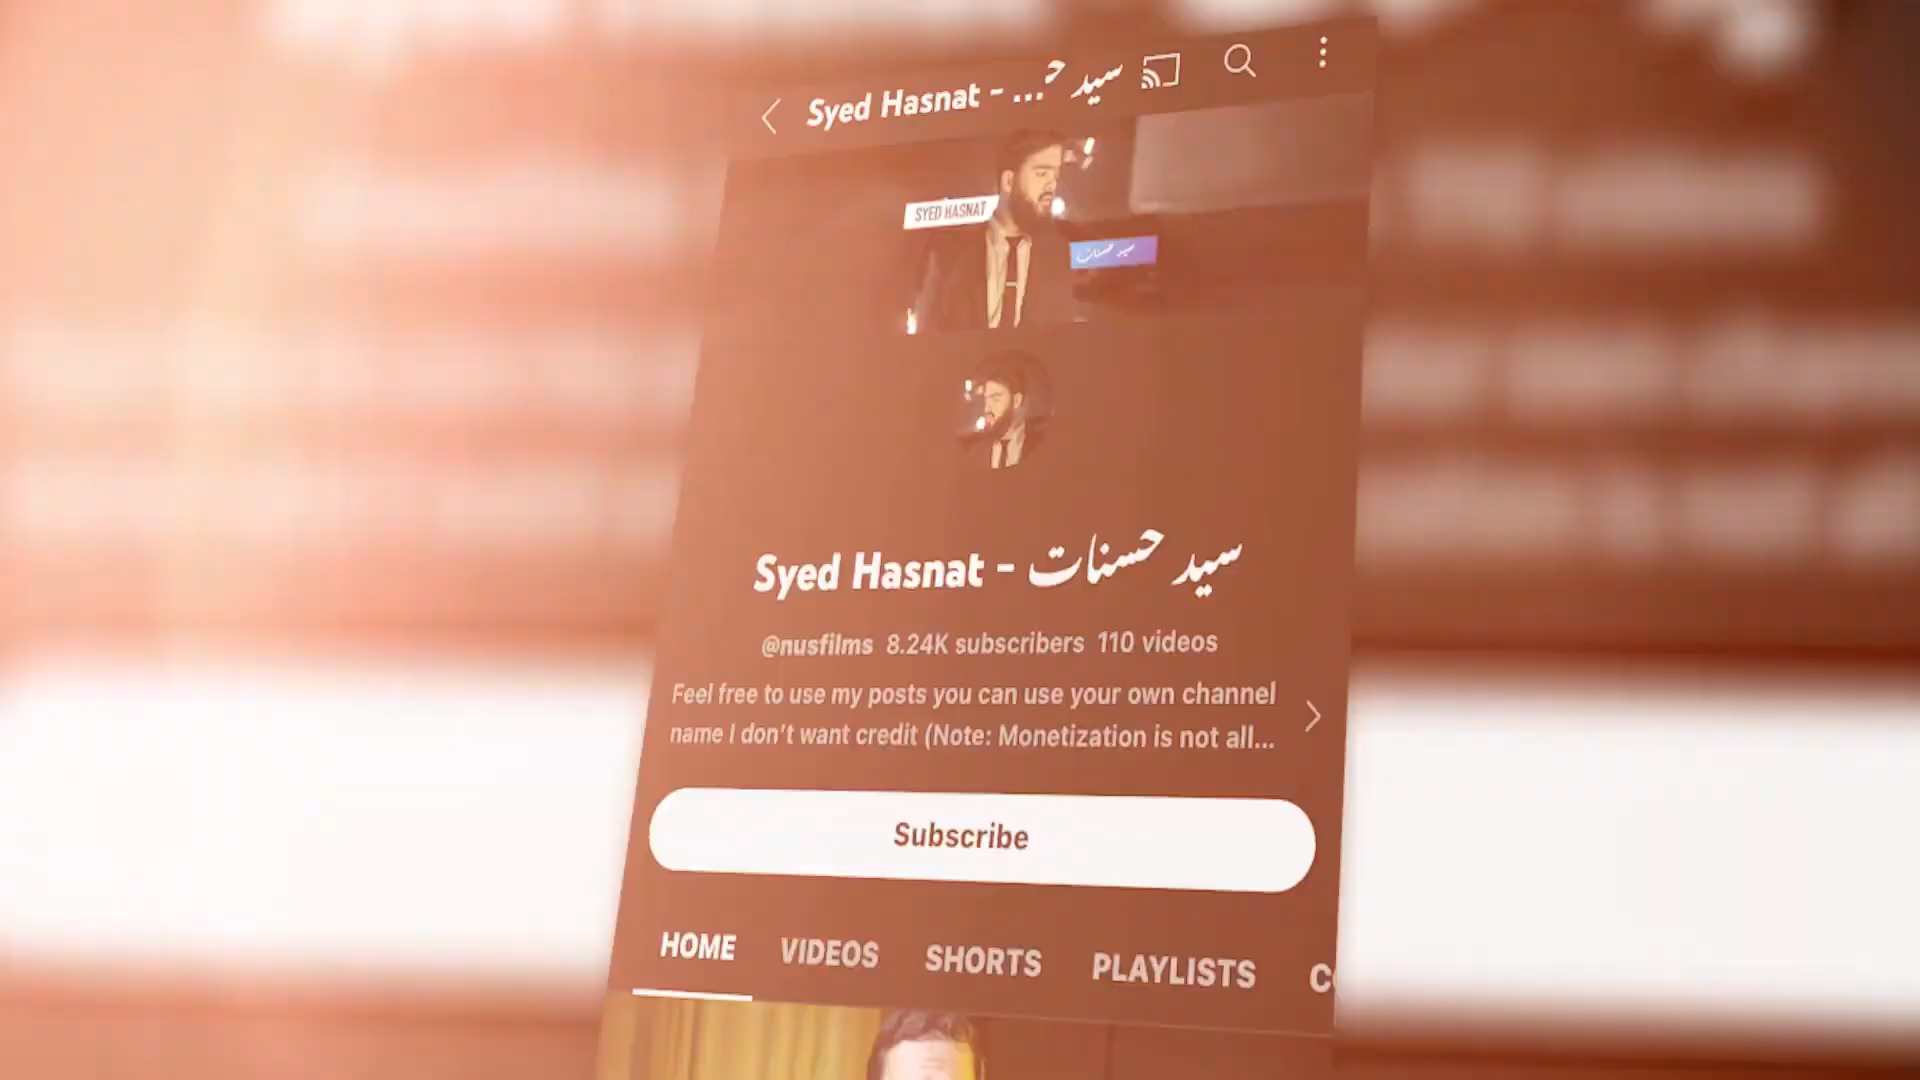 Syed Hasnat - سید ح...
SYED HASNAT
سید حسنات
Syed Hasnat - سید حسنات
@nusfilms 8.24K subscribers 110 videos
Feel free to use my posts you can use your own channel
name I don't want credit (Note: Monetization is not all...
Subscribe
HOME VIDEOS SHORTS PLAYLISTS